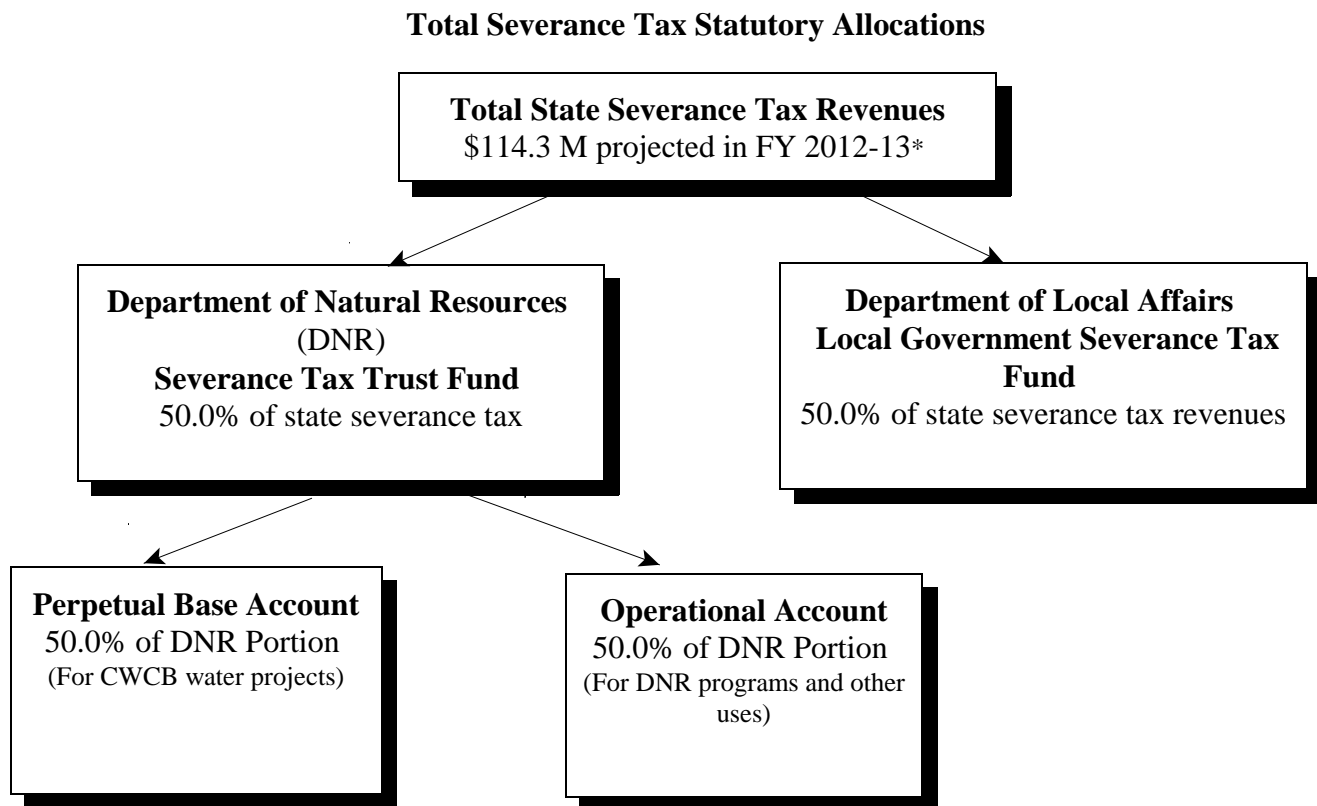 Total Severance Tax Statutory Allocations
Total State Severance Tax Revenues
$114.3 M projected in FY 2012-13*
Department of Natural Resources
(DNR)
Severance Tax Trust Fund
50.0% of state severance tax
Department of Local Affairs
Local Government Severance Tax
Fund
50.0% of state severance tax revenues
Perpetual Base Account
50.0% of DNR Portion
(For CWCB water projects)
Operational Account
50.0% of DNR Portion
(For DNR programs and other
uses)